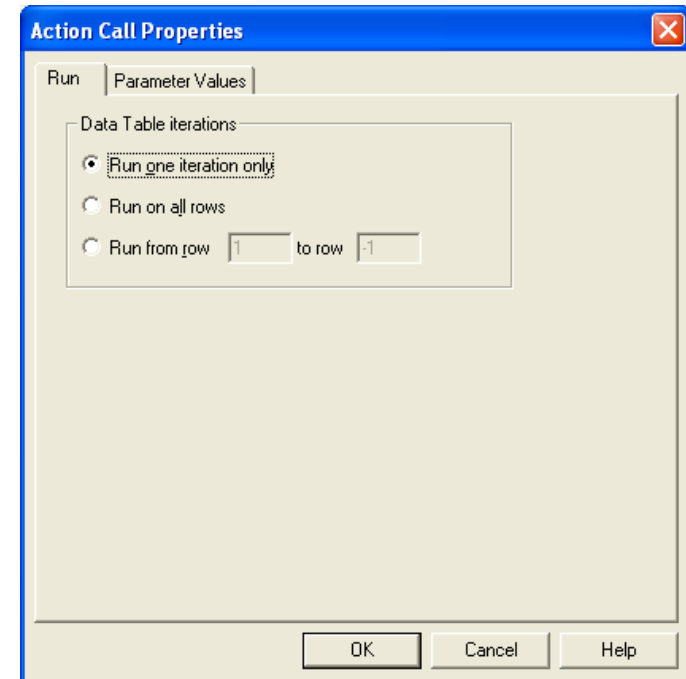 Action Call Properties
Run Parameter Values
Data Table iterations
Run one iteration only
Run on all rows
Run from row 1 to row -1
OK Cancel Help